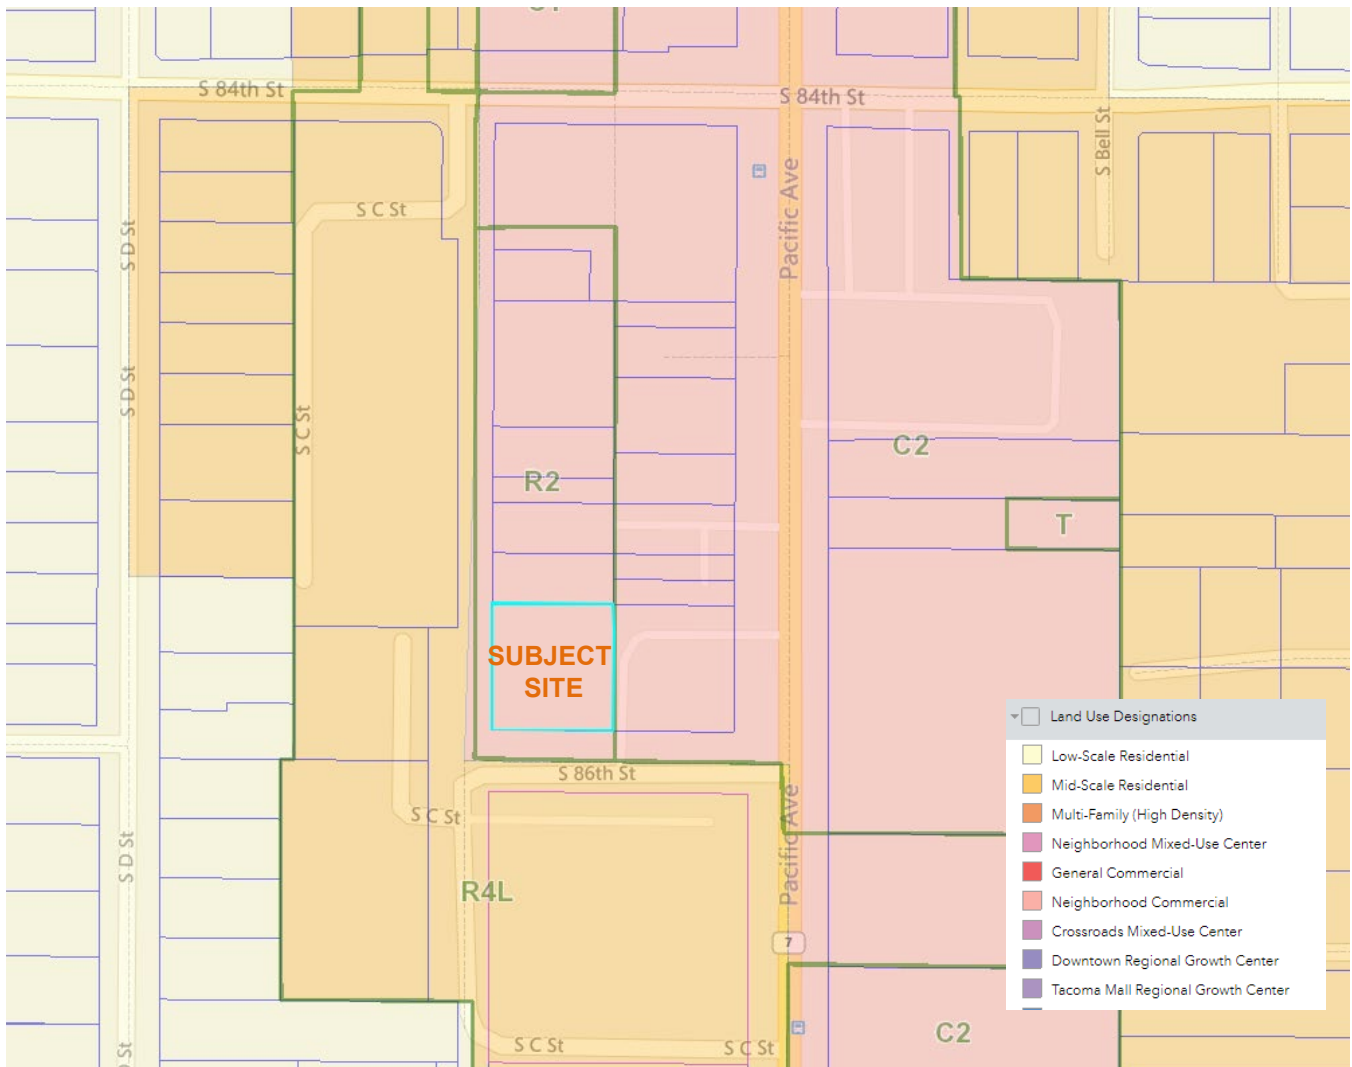 S 84th St
S 84th St
S Bell St
S D St
S C St
Pacific Ave
S D St
S C St
C2
R2
T
SUBJECT
SITE
Land Use Designations
Low-Scale Residential
Mid-Scale Residential
Multi-Family (High Density)
Neighborhood Mixed-Use Center
General Commercial
Neighborhood Commercial
Crossroads Mixed-Use Center
Downtown Regional Growth Center
Tacoma Mall Regional Growth Center
S 86th St
S C St
Pacific Ave
S D St
R4L
7
C2
S C St
S C St
St